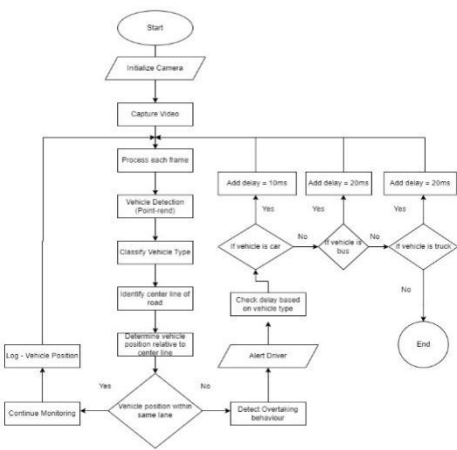 Start
Initialize Camera
Capture Video
Process each frame
Vehicle Detection
(Point-rend)
Classify Vehicle Type
Identify center line of
road
Determine vehicle
position relative to
center line
Vehicle position within
same lane
Yes
No
Continue Monitoring
Log - Vehicle Position
Detect Overtaking
behaviour
Alert Driver
Check delay based
on vehicle type
If vehicle is car
Yes
No
Add delay = 10ms
If vehicle is
bus
Yes
No
Add delay = 20ms
If vehicle is truck
Yes
No
Add delay = 20ms
End